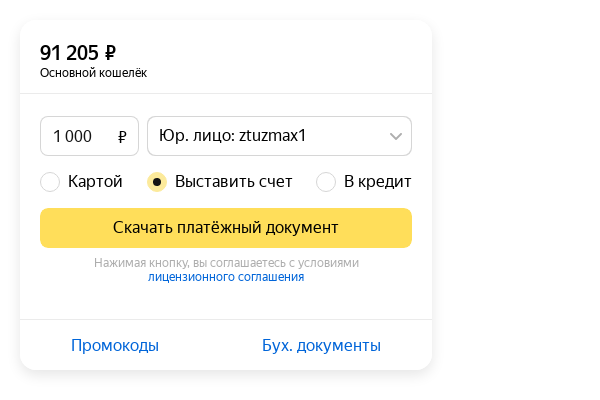 91 205 ₽
Основной кошелёк
1 000 ₽
Юр. лицо: ztuzmax1
Картой
Выставить счет
В кредит
Скачать платёжный документ
Нажимая кнопку, вы соглашаетесь с условиями
лицензионного соглашения
Промокоды
Бух. документы